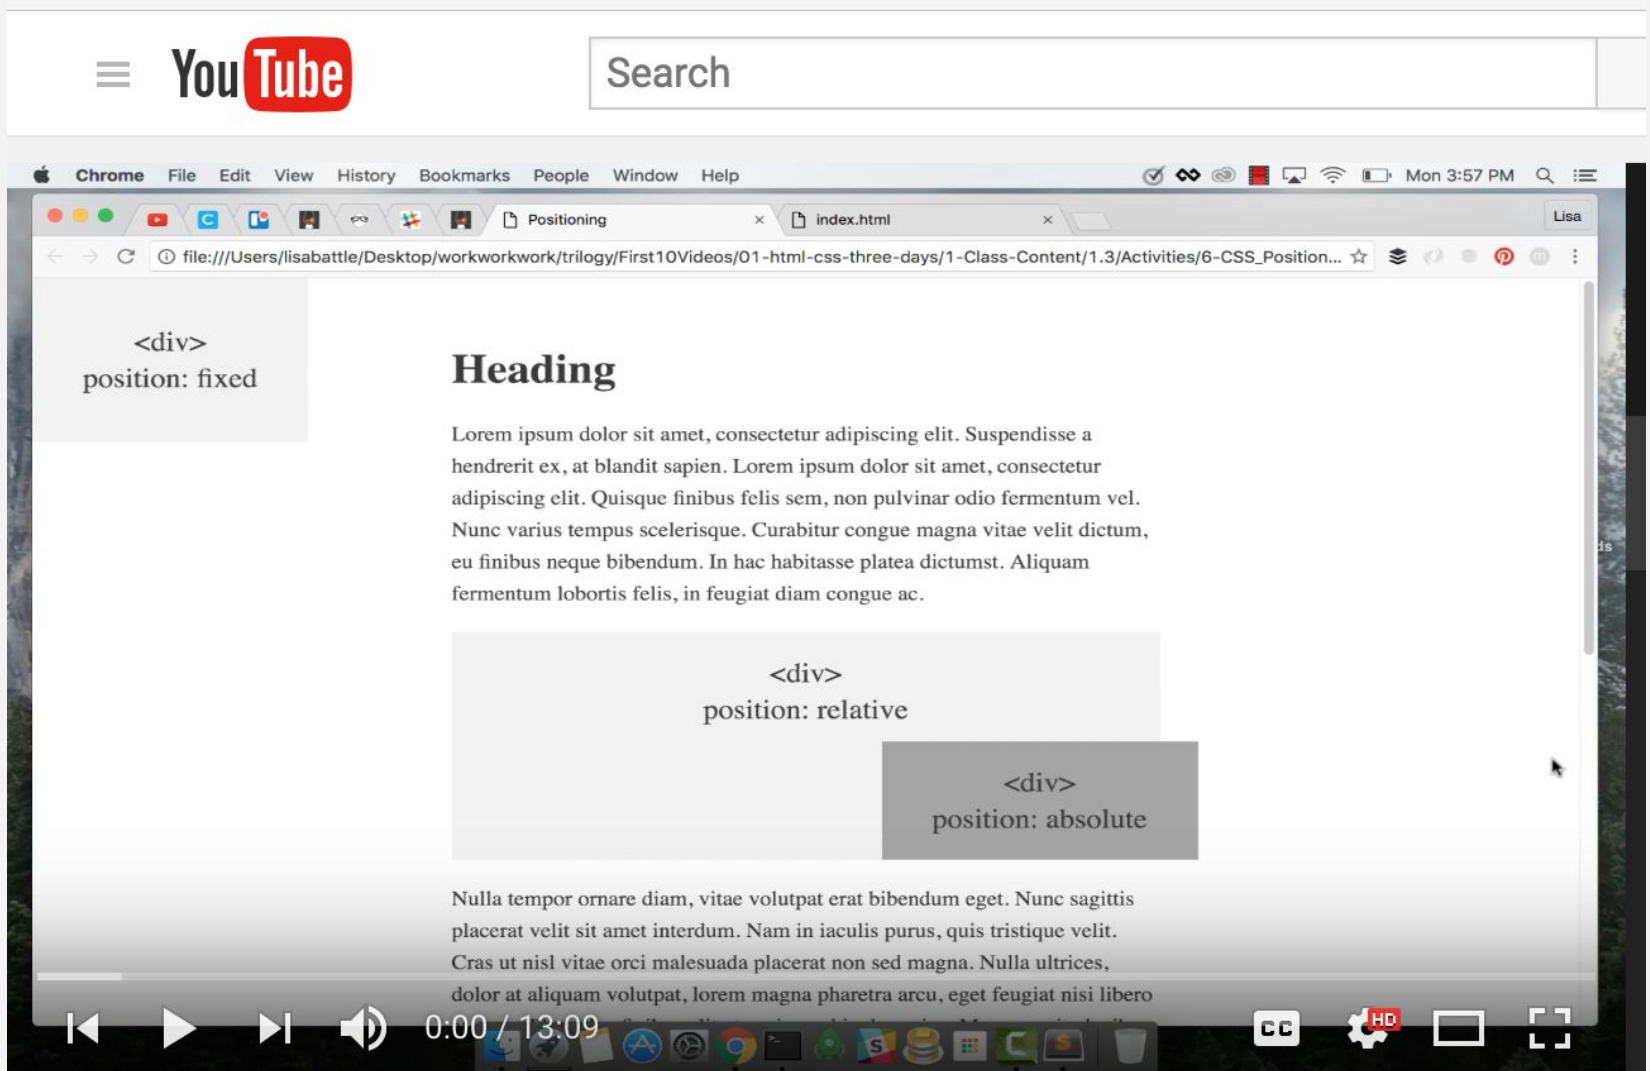 YouTube
Search
Chrome File Edit View History Bookmarks People Window Help
Mon 3:57 PM
Positioning
index.html
Lisa
file:///Users/lisabattle/Desktop/workworkwork/trilogy/First10Videos/01-html-css-three-days/1-Class-Content/1.3/Activities/6-CSS_Position...
<div>
position: fixed
Heading
Lorem ipsum dolor sit amet, consectetur adipiscing elit. Suspendisse a
hendrerit ex, at blandit sapien. Lorem ipsum dolor sit amet, consectetur
adipiscing elit. Quisque finibus felis sem, non pulvinar odio fermentum vel.
Nunc varius tempus scelerisque. Curabitur congue magna vitae velit dictum,
eu finibus neque bibendum. In hac habitasse platea dictumst. Aliquam
fermentum lobortis felis, in feugiat diam congue ac.
<div>
position: relative
<div>
position: absolute
Nulla tempor ornare diam, vitae volutpat erat bibendum eget. Nunc sagittis
placerat velit sit amet interdum. Nam in iaculis purus, quis tristique velit.
Cras ut nisl vitae orci malesuada placerat non sed magna. Nulla ultrices,
dolor at aliquam volutpat, lorem magna pharetra arcu, eget feugiat nisi libero
0:00 / 13:09
CC
HD